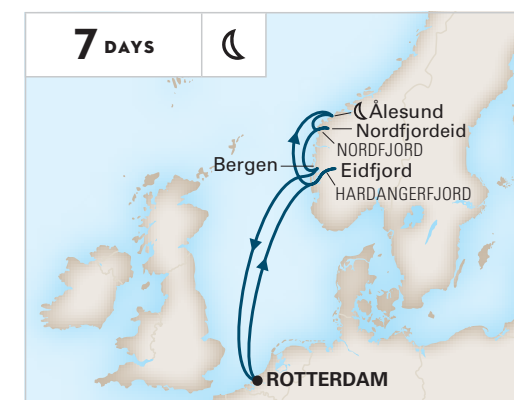 7 DAYS
Ålesund
Nordfjordeid
NORDFJORD
Bergen
Eidfjord
HARDANGERFJORD
ROTTERDAM